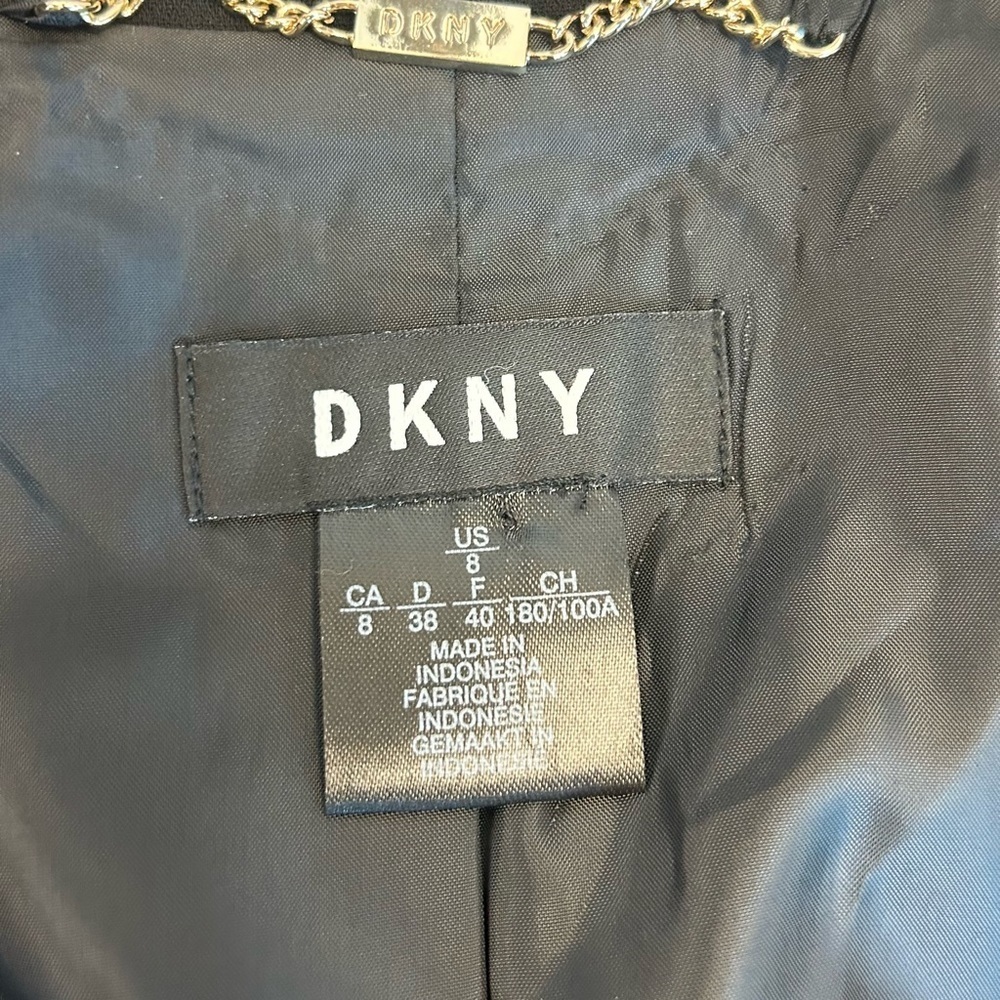 DKNY
DKNY
US
8
CA D F CH
8 38 40 180/100A
MADE IN
INDONESIA
FABRIQUE EN
INDONESIE
GEMAAKT IN
INDONESIE